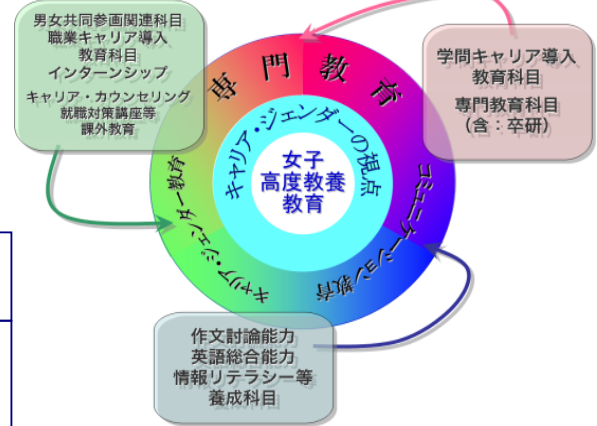 男女共同参画関連科目
職業キャリア導入
教育科目
インターンシップ
キャリア・カウンセリング
就職対策講座等
課外教育
学問キャリア導入
教育科目
専門教育科目
（含：卒研）
専門教育
キャリア・ジェンダーの視点
女子
高度教養
教育
キャリア・ジェンダー教育
コミュニケーション教育
作文討論能力
英語総合能力
情報リテラシー等
養成科目